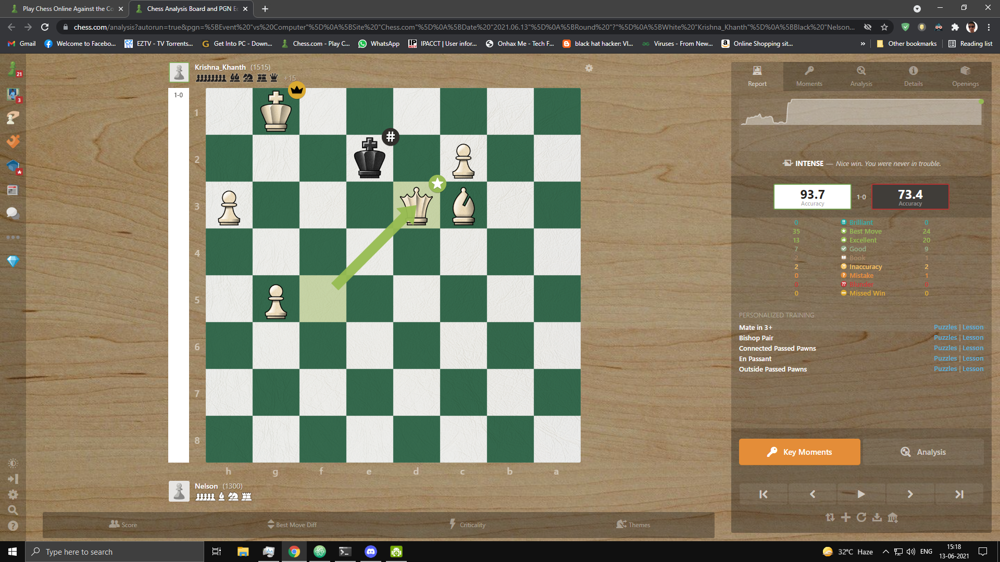 Play Chess Online Against the Co
Chess Analysis Board and PGN Ec
chess.com/analysis?autorun=true&pgn=%5BEvent%20"vs%20Computer"%5D%0A%5BSite%20"Chess.com"%5D%0A%5BDate%20"2021.06.13"%5D%0A%5BRound%20"?"%5D%0A%5BWhite%20"Krishna_Khanth"%5D%0A%5BBlack%20"Nelson...
Gmail Welcome to Facebo... EZTV - TV Torrents... Get Into PC - Down... Chess.com - Play C... WhatsApp IPACCT | User infor... Onhax Me - Tech F... black hat hacker: Vl... Viruses - From New... Online Shopping sit... » Other bookmarks Reading list
21
3
Krishna_Khanth (1515)
+15
1-0
#
1
2
3
4
5
6
7
8
h g f e d c b a
Nelson (1300)
Score Best Move Diff Criticality Themes
Report Moments Analysis Details Openings
INTENSE — Nice win. You were never in trouble.
93.7 Accuracy 1-0 73.4 Accuracy
0 !! Brilliant 0
35 Best Move 24
13 Excellent 20
7 Good 9
2 Book 1
2 ?! Inaccuracy 2
0 ? Mistake 1
0 ?? Blunder 0
0 Missed Win 0
PERSONALIZED TRAINING
Mate in 3+ Puzzles | Lesson
Bishop Pair Puzzles | Lesson
Connected Passed Pawns Puzzles | Lesson
En Passant Puzzles | Lesson
Outside Passed Pawns Puzzles | Lesson
Key Moments Analysis
Type here to search
32°C Haze
ENG
15:18
13-06-2021